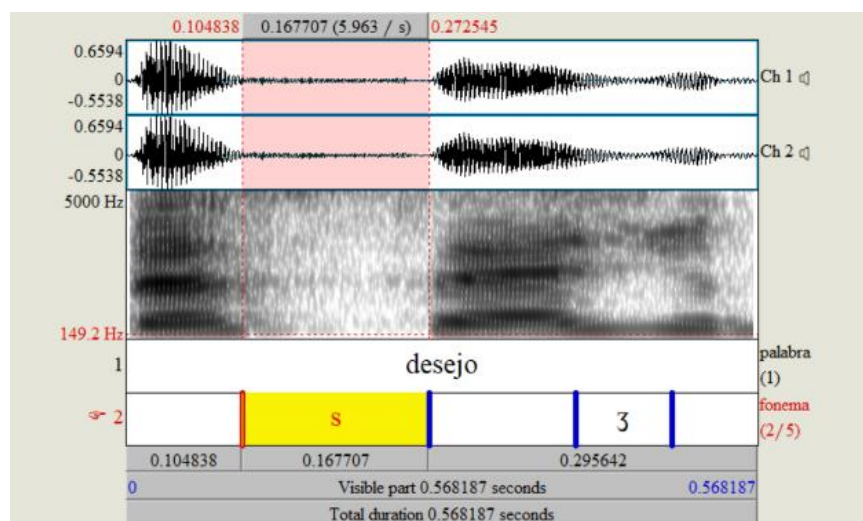 0.104838 0.167707 (5.963 / s) 0.272545
0.6594
0
-0.5538
Ch 1
0.6594
0
-0.5538
Ch 2
5000 Hz
149.2 Hz
1 desejo palabra (1)
☞ 2 s ʒ fonema (2/5)
0.104838 0.167707 0.295642
0 Visible part 0.568187 seconds 0.568187
Total duration 0.568187 seconds